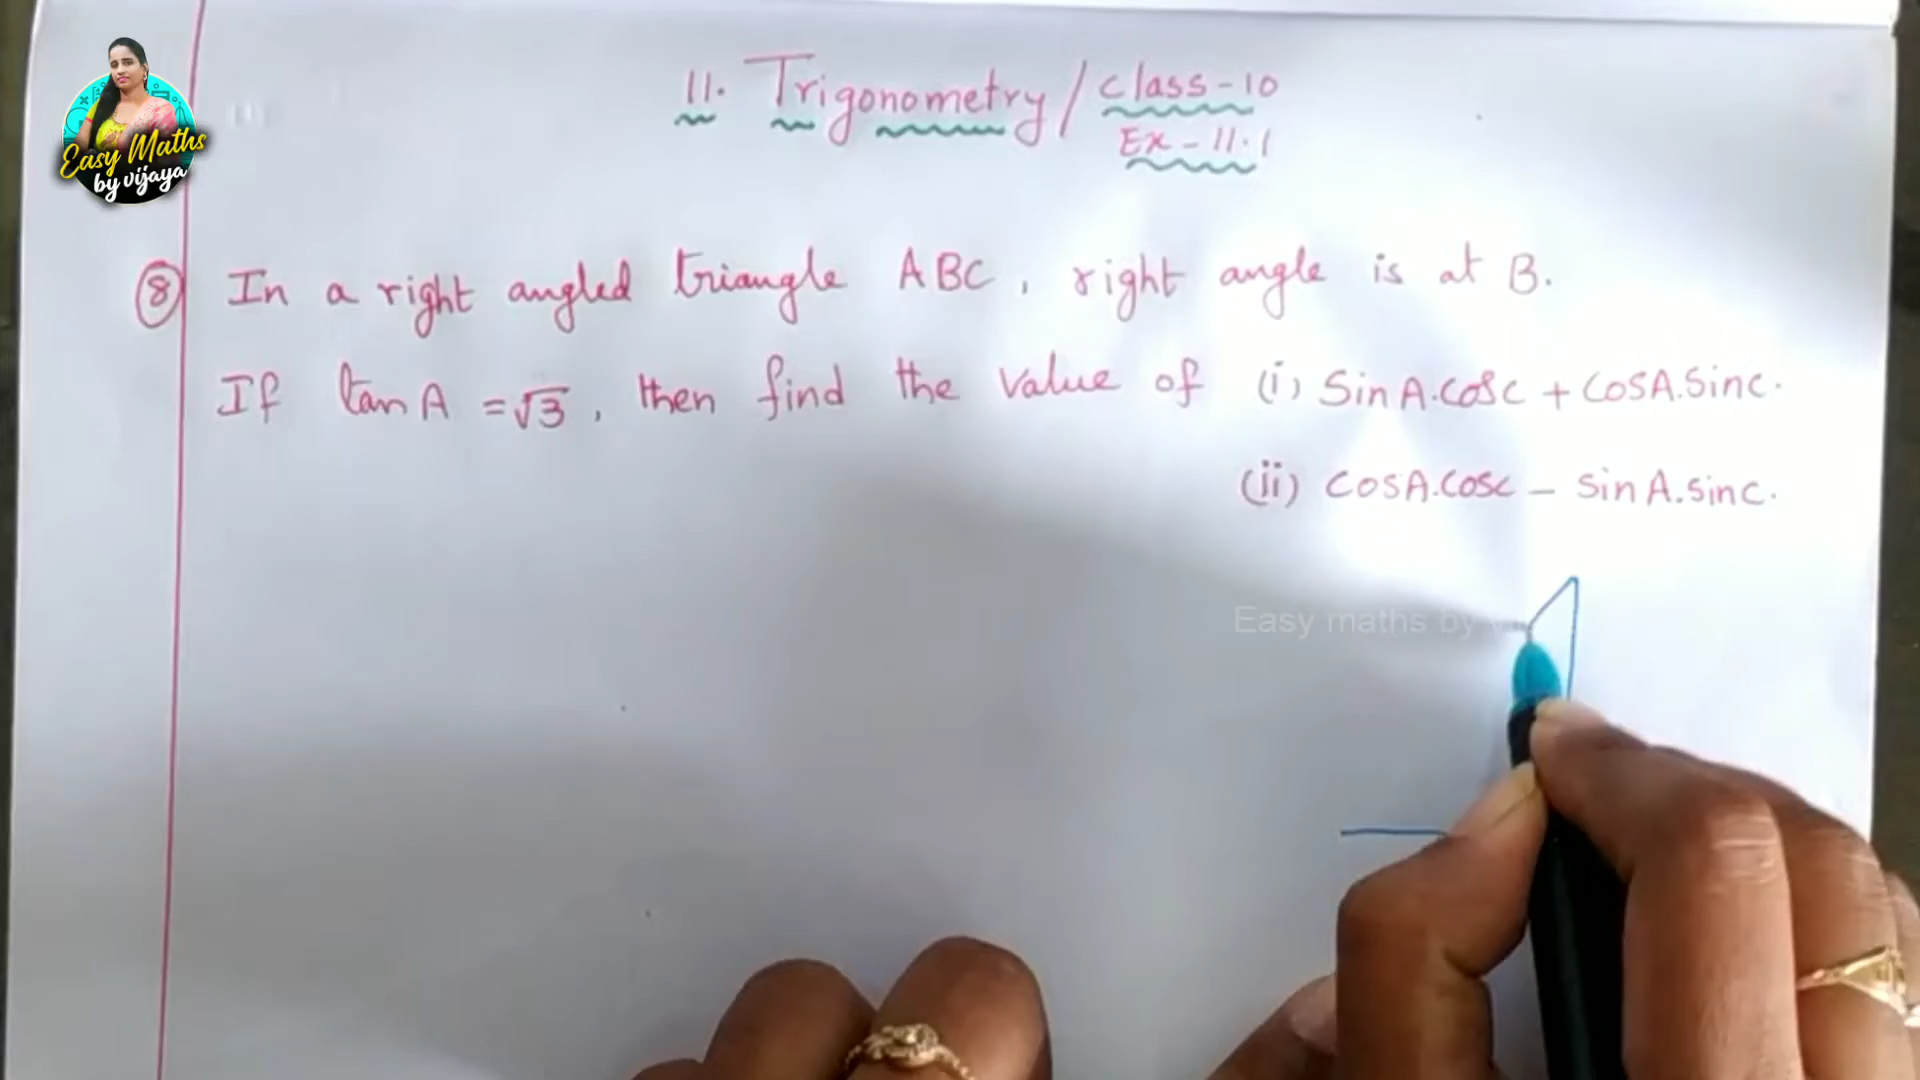 Easy Maths
by vijaya
11. Trigonometry / class-10
Ex - 11.1
(8) In a right angled triangle ABC, right angle is at B.
If tan A = √3, then find the value of (i) Sin A.cosc + cosA.sinc.
(ii) cosA.cosc - sin A.sinc.
Easy maths by